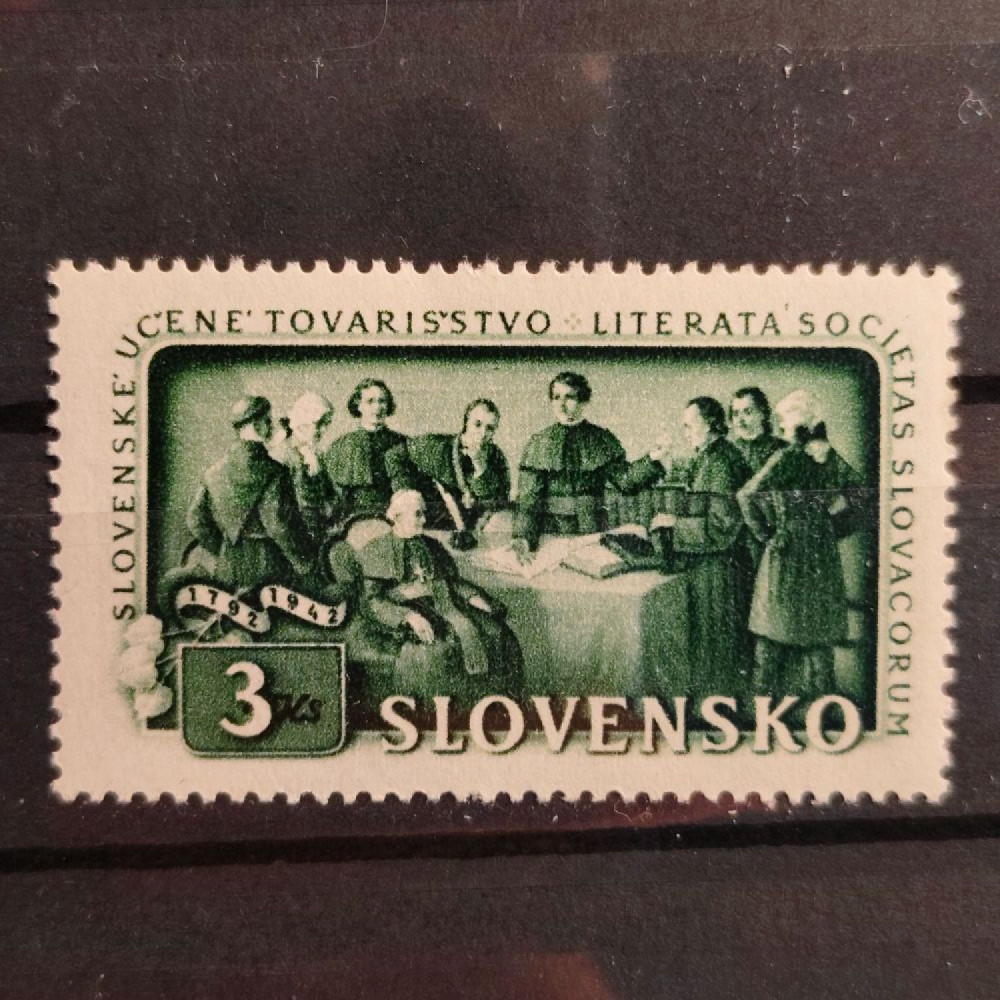 SLOVENSKÉ UČENÉ TOVARIŠSTVO · LITERATA SOCIETAS SLOVACORUM
1792 1942
3 Ks
SLOVENSKO